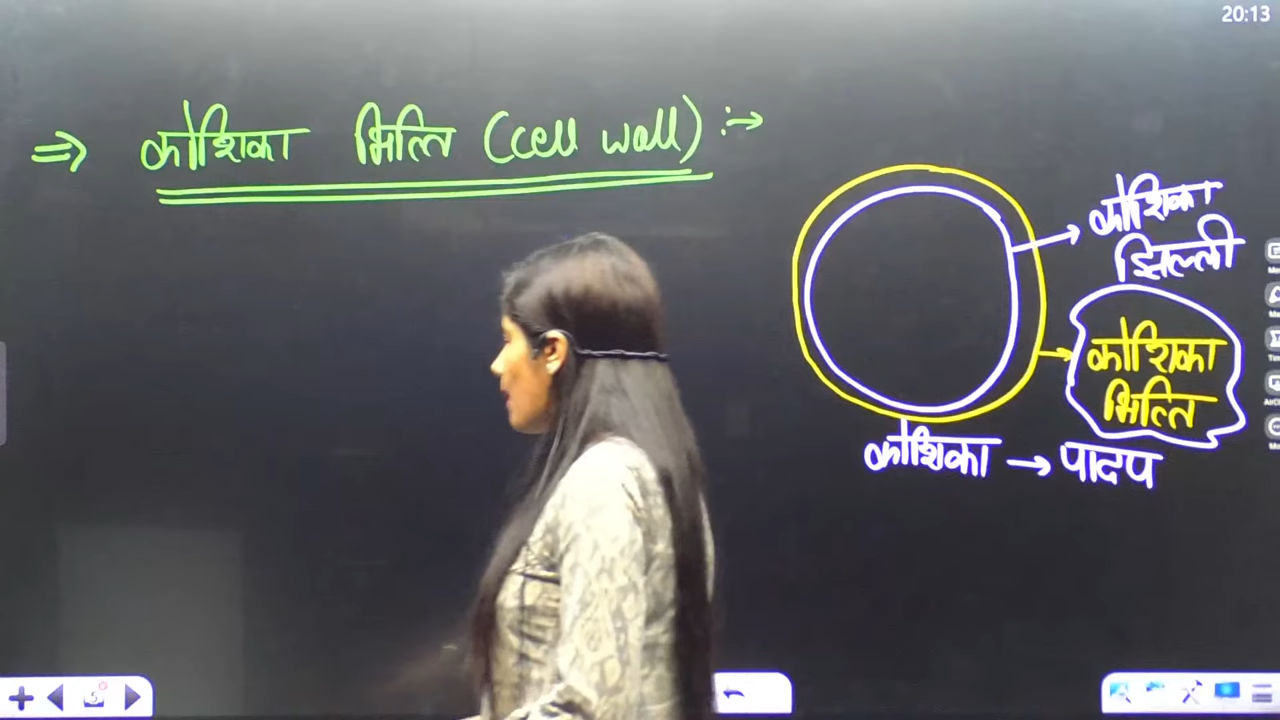 20:13
⇒ कोशिका भित्ति (cell wall) :→
→ कोशिका
झिल्ली
→ कोशिका
भित्ति
कोशिका → पादप